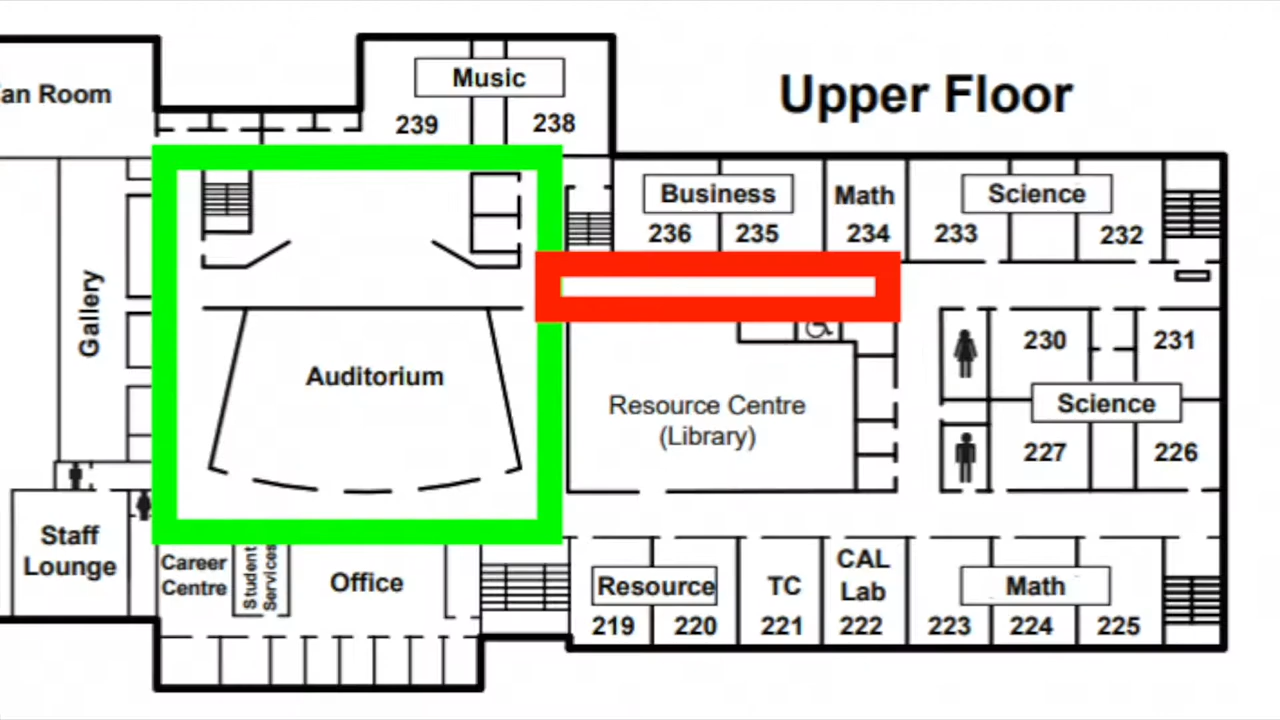 an Room
Music
239
238
Upper Floor
Business
236
235
Math
234
Science
233
232
Gallery
Auditorium
Resource Centre
(Library)
230
231
Science
227
226
Staff
Lounge
Career
Centre
Student
Services
Office
Resource
219
220
TC
221
CAL
Lab
222
Math
223
224
225